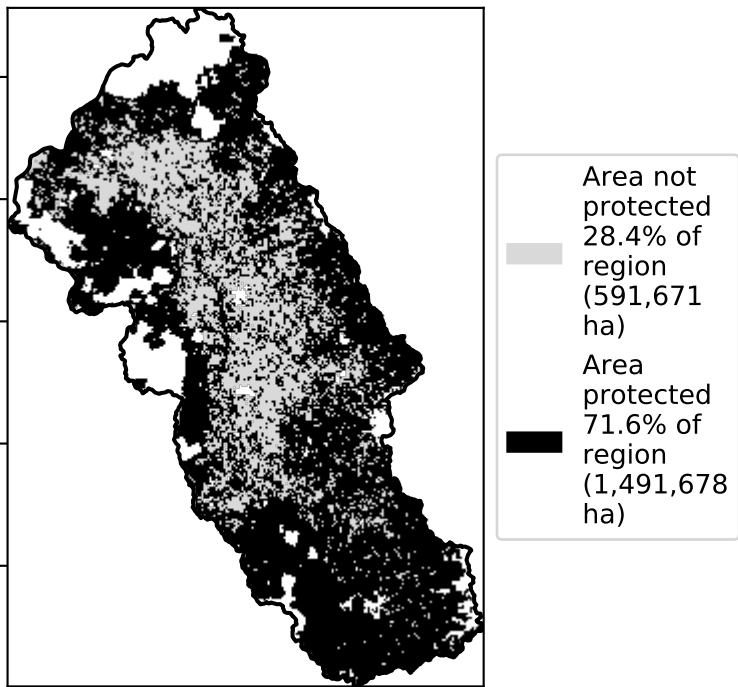 Area not
protected
28.4% of
region
(591,671
ha)
Area
protected
71.6% of
region
(1,491,678
ha)